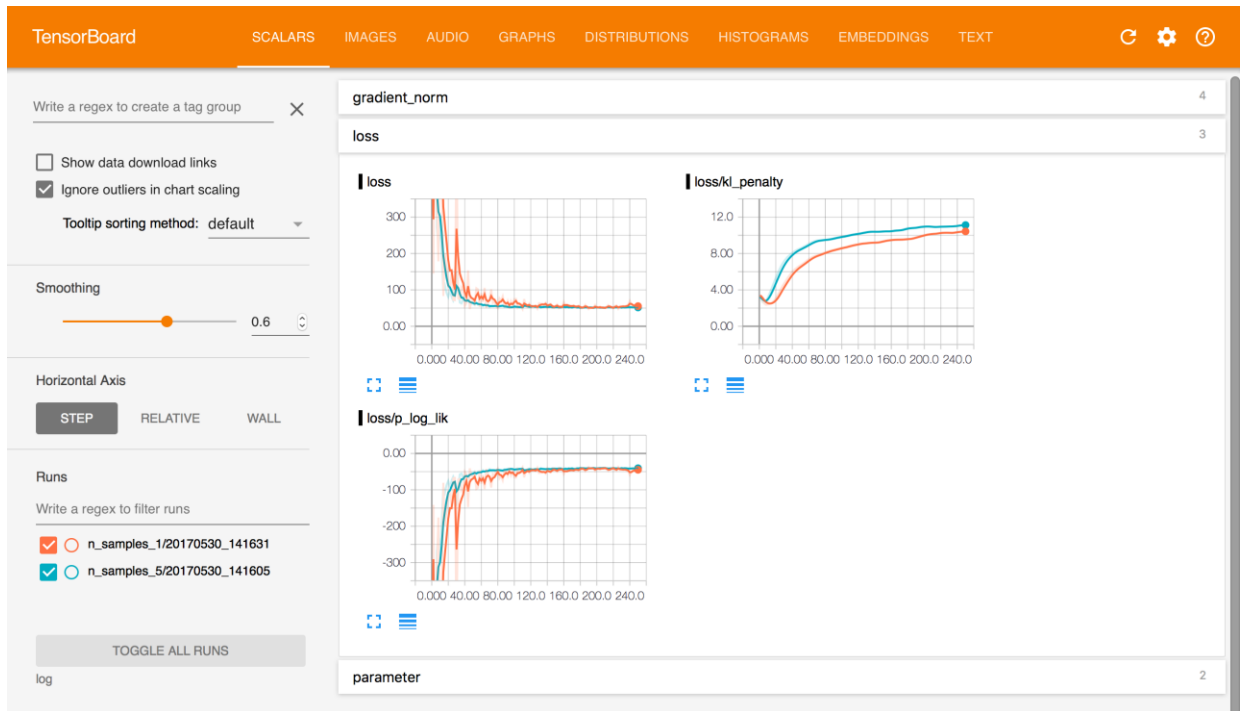 TensorBoard SCALARS IMAGES AUDIO GRAPHS DISTRIBUTIONS HISTOGRAMS EMBEDDINGS TEXT
Write a regex to create a tag group
Show data download links
Ignore outliers in chart scaling
Tooltip sorting method: default
Smoothing
0.6
Horizontal Axis
STEP RELATIVE WALL
Runs
Write a regex to filter runs
n_samples_1/20170530_141631
n_samples_5/20170530_141605
TOGGLE ALL RUNS
log
gradient_norm 4
loss 3
loss
300
200
100
0.00
0.000 40.00 80.00 120.0 160.0 200.0 240.0
loss/kl_penalty
12.0
8.00
4.00
0.00
0.000 40.00 80.00 120.0 160.0 200.0 240.0
loss/p_log_lik
0.00
-100
-200
-300
0.000 40.00 80.00 120.0 160.0 200.0 240.0
parameter 2